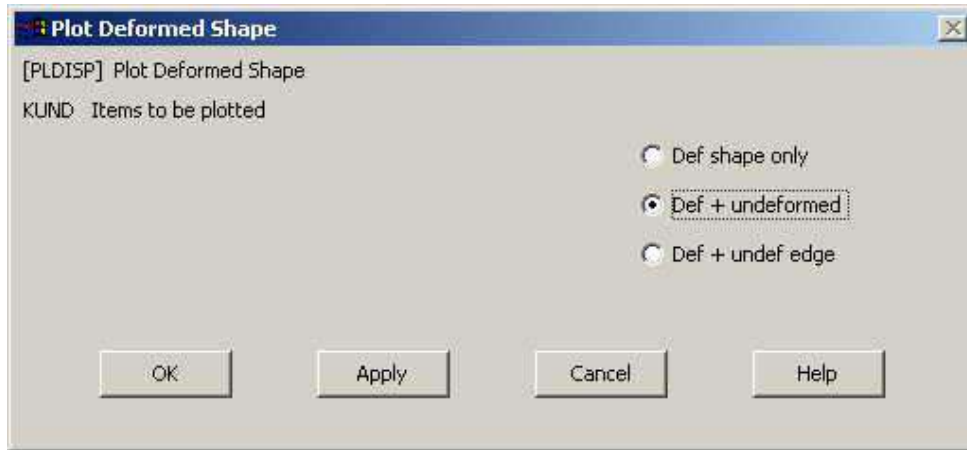 Plot Deformed Shape
[PLDISP] Plot Deformed Shape
KUND Items to be plotted
Def shape only
Def + undeformed
Def + undef edge
OK Apply Cancel Help